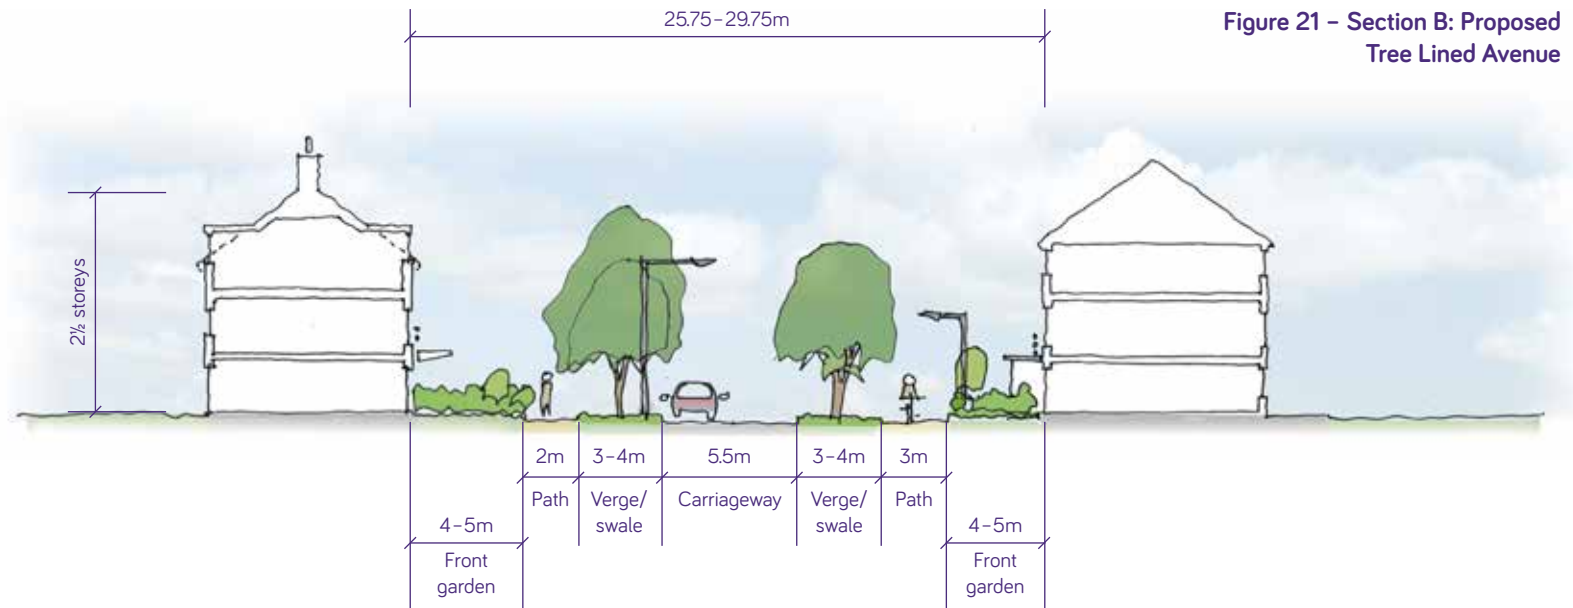 25.75–29.75m
Figure 21 – Section B: Proposed
Tree Lined Avenue
2½ storeys
2m
3–4m
5.5m
3–4m
3m
Path
Verge/
swale
Carriageway
Verge/
swale
Path
4–5m
Front
garden
4–5m
Front
garden